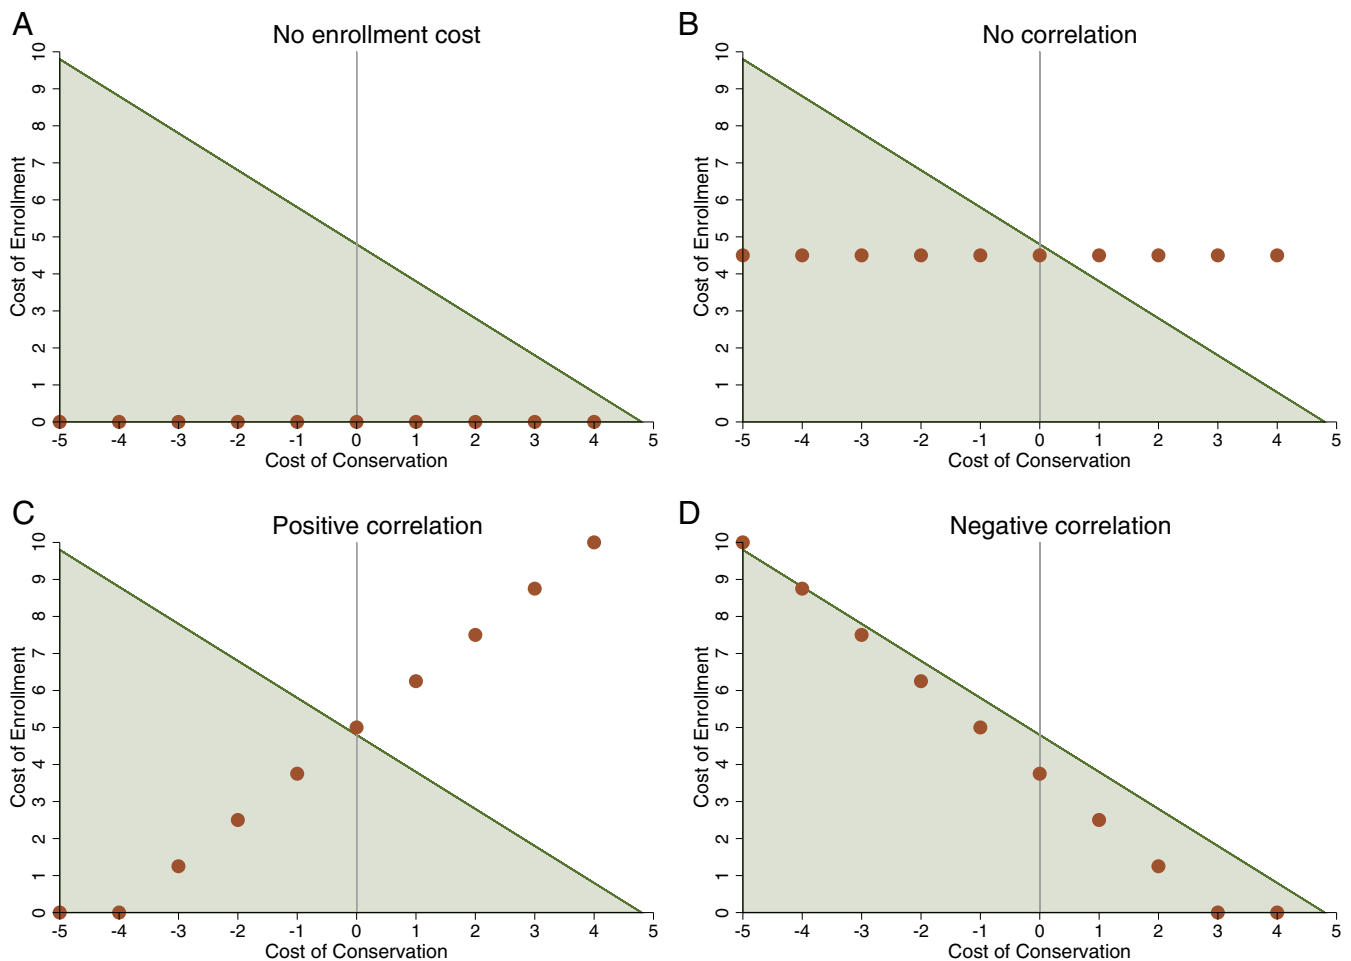 A
No enrollment cost
10
9
8
7
6
5
4
3
2
1
0
Cost of Enrollment
-5 -4 -3 -2 -1 0 1 2 3 4 5
Cost of Conservation
B
No correlation
10
9
8
7
6
5
4
3
2
1
0
Cost of Enrollment
-5 -4 -3 -2 -1 0 1 2 3 4 5
Cost of Conservation
C
Positive correlation
10
9
8
7
6
5
4
3
2
1
0
Cost of Enrollment
-5 -4 -3 -2 -1 0 1 2 3 4 5
Cost of Conservation
D
Negative correlation
10
9
8
7
6
5
4
3
2
1
0
Cost of Enrollment
-5 -4 -3 -2 -1 0 1 2 3 4 5
Cost of Conservation